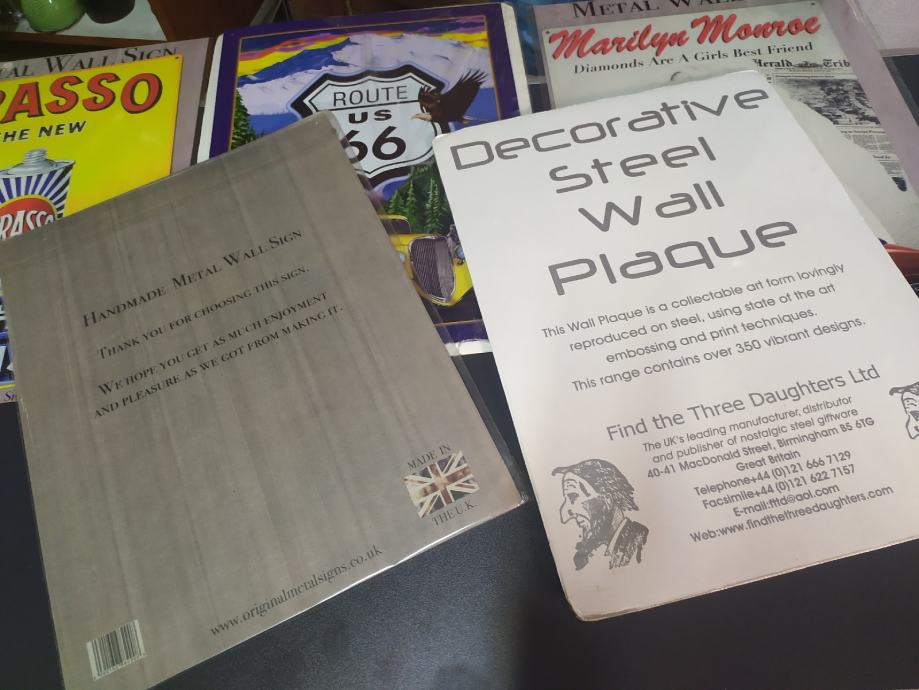 METAL WALL SIGN
BRASSO
THE NEW
BRASSO
ROUTE
US
66
METAL WALL
Marilyn Monroe
Diamonds Are A Girls Best Friend
Herald Trib
HANDMADE METAL WALL SIGN
THANK YOU FOR CHOOSING THIS SIGN.
WE HOPE YOU GET AS MUCH ENJOYMENT
AND PLEASURE AS WE GOT FROM MAKING IT.
MADE IN
THE U.K.
www.originalmetalsigns.co.uk
Decorative
Steel
Wall
Plaque
This Wall Plaque is a collectable art form lovingly
reproduced on steel, using state of the art
embossing and print techniques.
This range contains over 350 vibrant designs.
Find the Three Daughters Ltd
The UK's leading manufacturer, distributor
and publisher of nostalgic steel giftware
40-41 MacDonald Street, Birmingham B5 6TG
Great Britain
Telephone+44 (0)121 666 7129
Facsimile+44 (0)121 622 7157
E-mail:fttd@aol.com
Web:www.findthethreedaughters.com